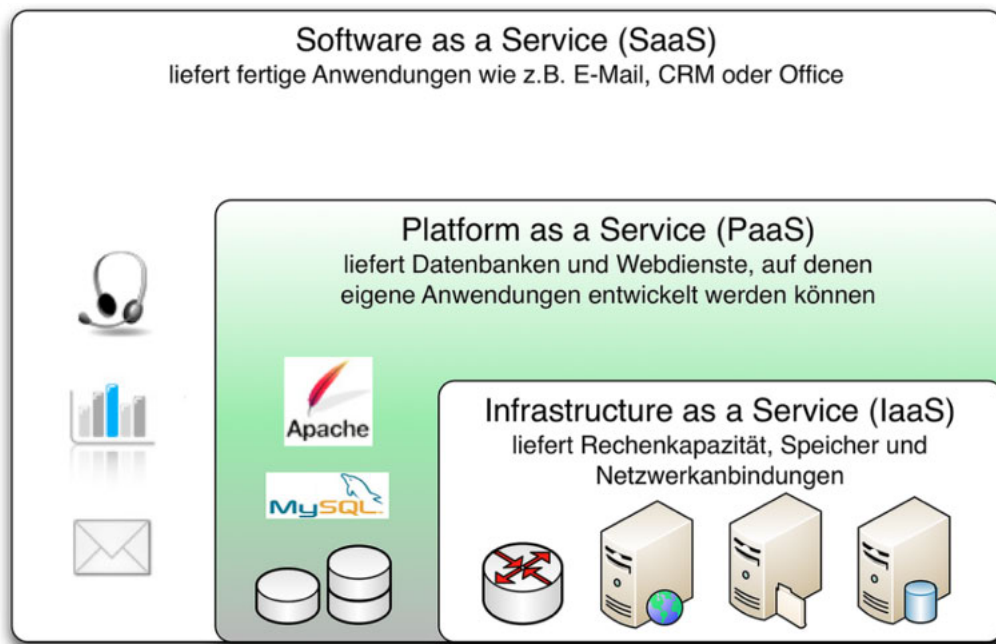 Software as a Service (SaaS)
liefert fertige Anwendungen wie z.B. E-Mail, CRM oder Office
Platform as a Service (PaaS)
liefert Datenbanken und Webdienste, auf denen
eigene Anwendungen entwickelt werden können
Apache
MySQL
Infrastructure as a Service (IaaS)
liefert Rechenkapazität, Speicher und
Netzwerkanbindungen